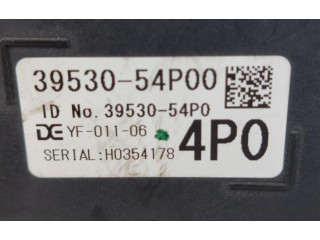 39530-54P00
ID No. 39530-54P0
DE YF-011-06
4P0
SERIAL:H0354178